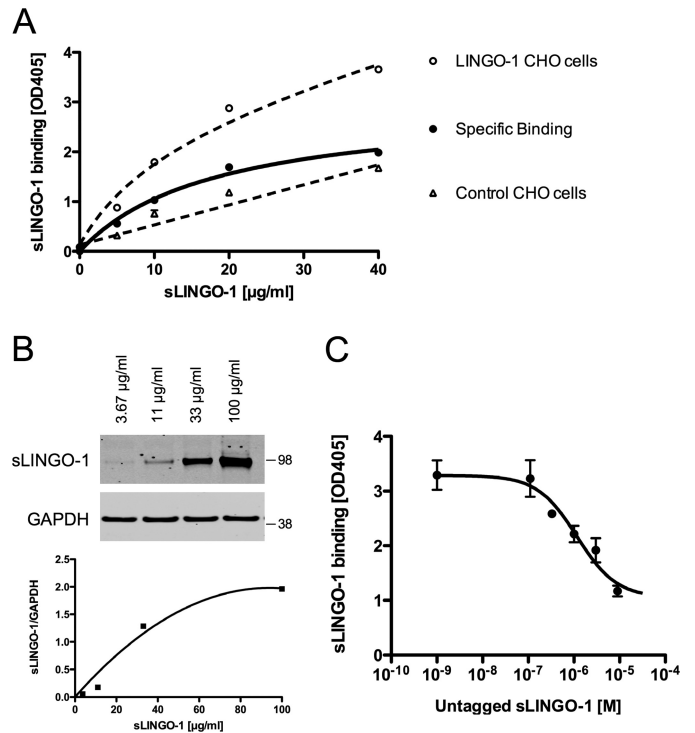 A
sLINGO-1 binding [OD405]
4
3
2
1
0
0
10
20
30
40
sLINGO-1 [µg/ml]
LINGO-1 CHO cells
Specific Binding
Control CHO cells
B
3.67 µg/ml
11 µg/ml
33 µg/ml
100 µg/ml
sLINGO-1
98
GAPDH
38
sLINGO-1/GAPDH
2.5
2.0
1.5
1.0
0.5
0.0
0
20
40
60
80
100
sLINGO-1 [µg/ml]
C
sLINGO-1 binding [OD405]
4
3
2
1
0
10-10
10-9
10-8
10-7
10-6
10-5
10-4
Untagged sLINGO-1 [M]